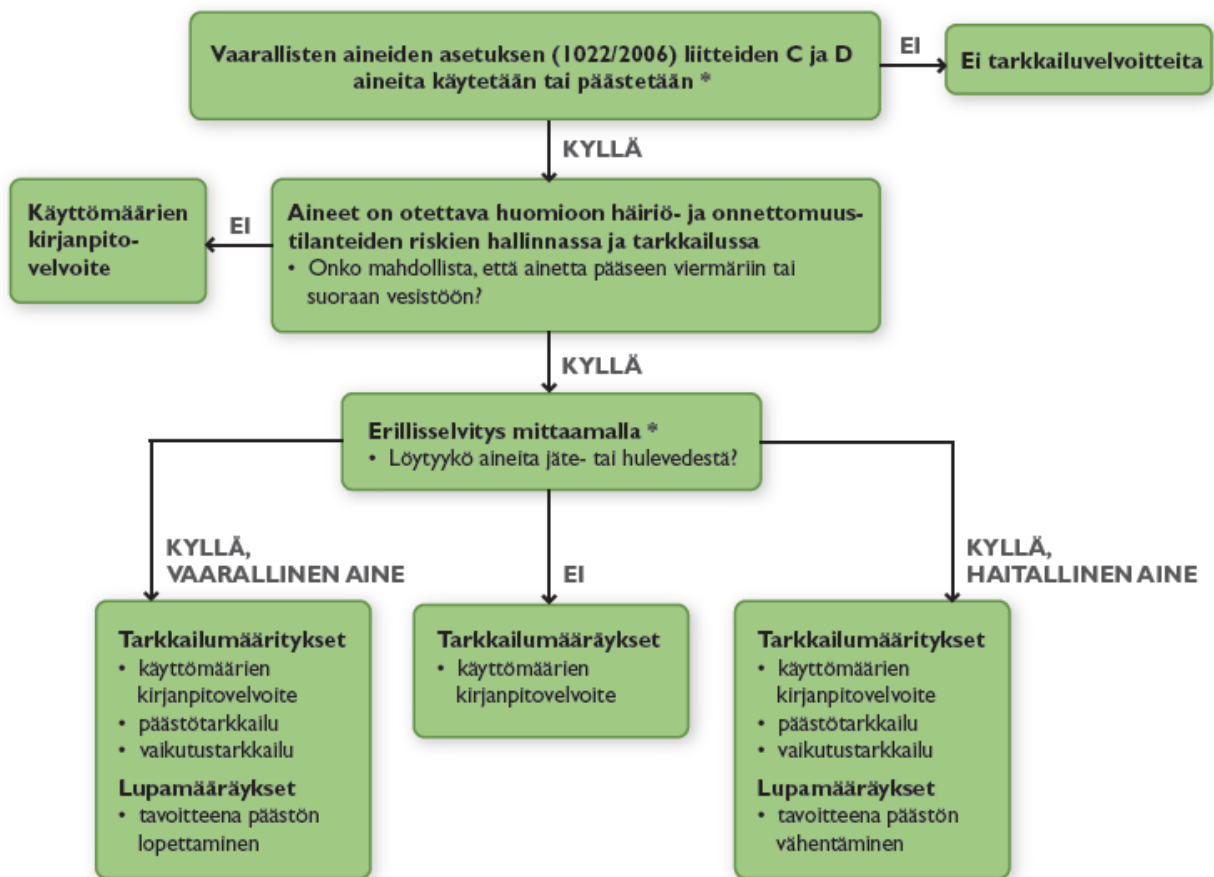 Vaarallisten aineiden asetuksen (1022/2006) liitteiden C ja D
aineita käytetään tai päästetään *
EI
Ei tarkkailuvelvoitteita
KYLLÄ
Käyttömäärien
kirjanpito-
velvoite
EI
Aineet on otettava huomioon häiriö- ja onnettomuus-
tilanteiden riskien hallinnassa ja tarkkailussa
• Onko mahdollista, että ainetta pääseen viermäriin tai
suoraan vesistöön?
KYLLÄ
Erillisselvitys mittaamalla *
• Löytyykö aineita jäte- tai hulevedestä?
KYLLÄ,
VAARALLINEN AINE
EI
KYLLÄ,
HAITALLINEN AINE
Tarkkailumääritykset
• käyttömäärien
kirjanpitovelvoite
• päästötarkkailu
• vaikutustarkkailu
Lupamääräykset
• tavoitteena päästön
lopettaminen
Tarkkailumääräykset
• käyttömäärien
kirjanpitovelvoite
Tarkkailumääritykset
• käyttömäärien
kirjanpitovelvoite
• päästötarkkailu
• vaikutustarkkailu
Lupamääräykset
• tavoitteena päästön
vähentäminen